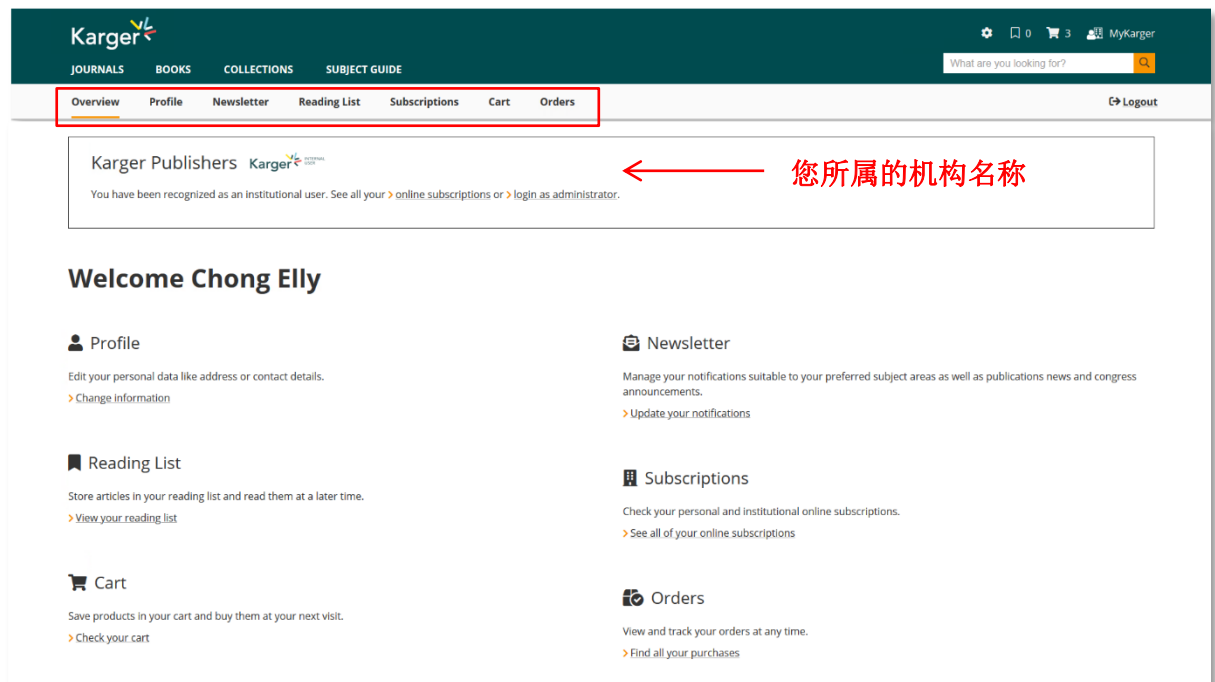 Karger
0 3 MyKarger
JOURNALS BOOKS COLLECTIONS SUBJECT GUIDE
What are you looking for?
Overview Profile Newsletter Reading List Subscriptions Cart Orders
Logout
Karger Publishers Karger INTERNAL USER
您所属的机构名称
You have been recognized as an institutional user. See all your online subscriptions or login as administrator.
Welcome Chong Elly
Profile
Edit your personal data like address or contact details.
Change information
Newsletter
Manage your notifications suitable to your preferred subject areas as well as publications news and congress
announcements.
Update your notifications
Reading List
Store articles in your reading list and read them at a later time.
View your reading list
Subscriptions
Check your personal and institutional online subscriptions.
See all of your online subscriptions
Cart
Save products in your cart and buy them at your next visit.
Check your cart
Orders
View and track your orders at any time.
Find all your purchases